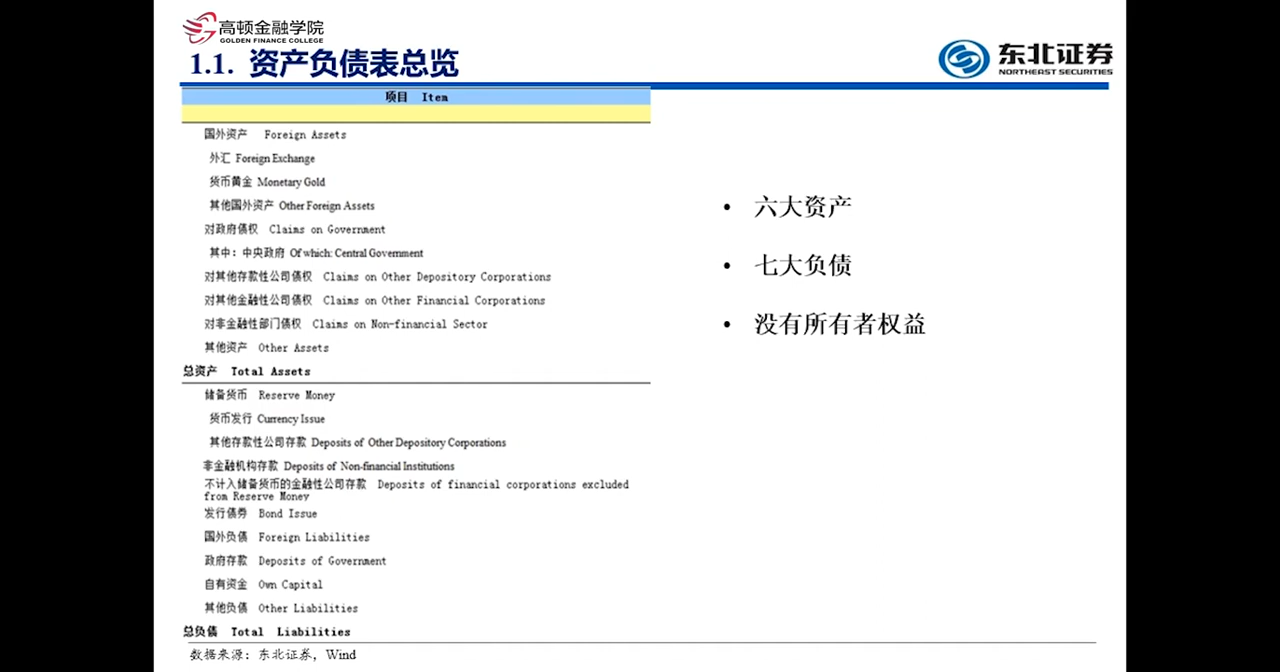 高顿金融学院
GOLDEN FINANCE COLLEGE
1.1. 资产负债表总览
东北证券
NORTHEAST SECURITIES
项目 Item
国外资产 Foreign Assets
外汇 Foreign Exchange
货币黄金 Monetary Gold
其他国外资产 Other Foreign Assets
对政府债权 Claims on Government
其中：中央政府 Of which: Central Government
对其他存款性公司债权 Claims on Other Depository Corporations
对其他金融性公司债权 Claims on Other Financial Corporations
对非金融性部门债权 Claims on Non-financial Sector
其他资产 Other Assets
总资产 Total Assets
储备货币 Reserve Money
货币发行 Currency Issue
其他存款性公司存款 Deposits of Other Depository Corporations
非金融机构存款 Deposits of Non-financial Institutions
不计入储备货币的金融性公司存款 Deposits of financial corporations excluded
from Reserve Money
发行债券 Bond Issue
国外负债 Foreign Liabilities
政府存款 Deposits of Government
自有资金 Own Capital
其他负债 Other Liabilities
总负债 Total Liabilities
数据来源：东北证券，Wind
• 六大资产
• 七大负债
• 没有所有者权益